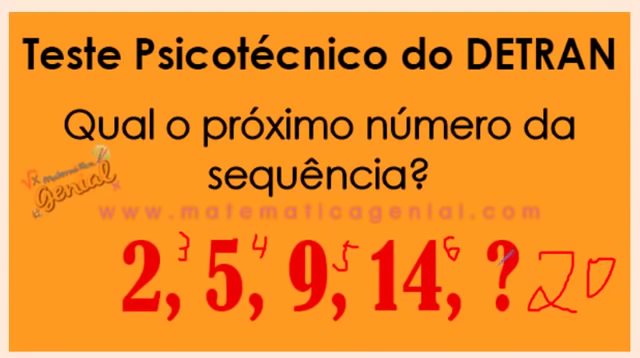 Teste Psicotécnico do DETRAN
Qual o próximo número da
sequência?
Matemática
Genial
www.matematicagenial.com
3 4 5 6
2, 5, 9, 14, ? 20